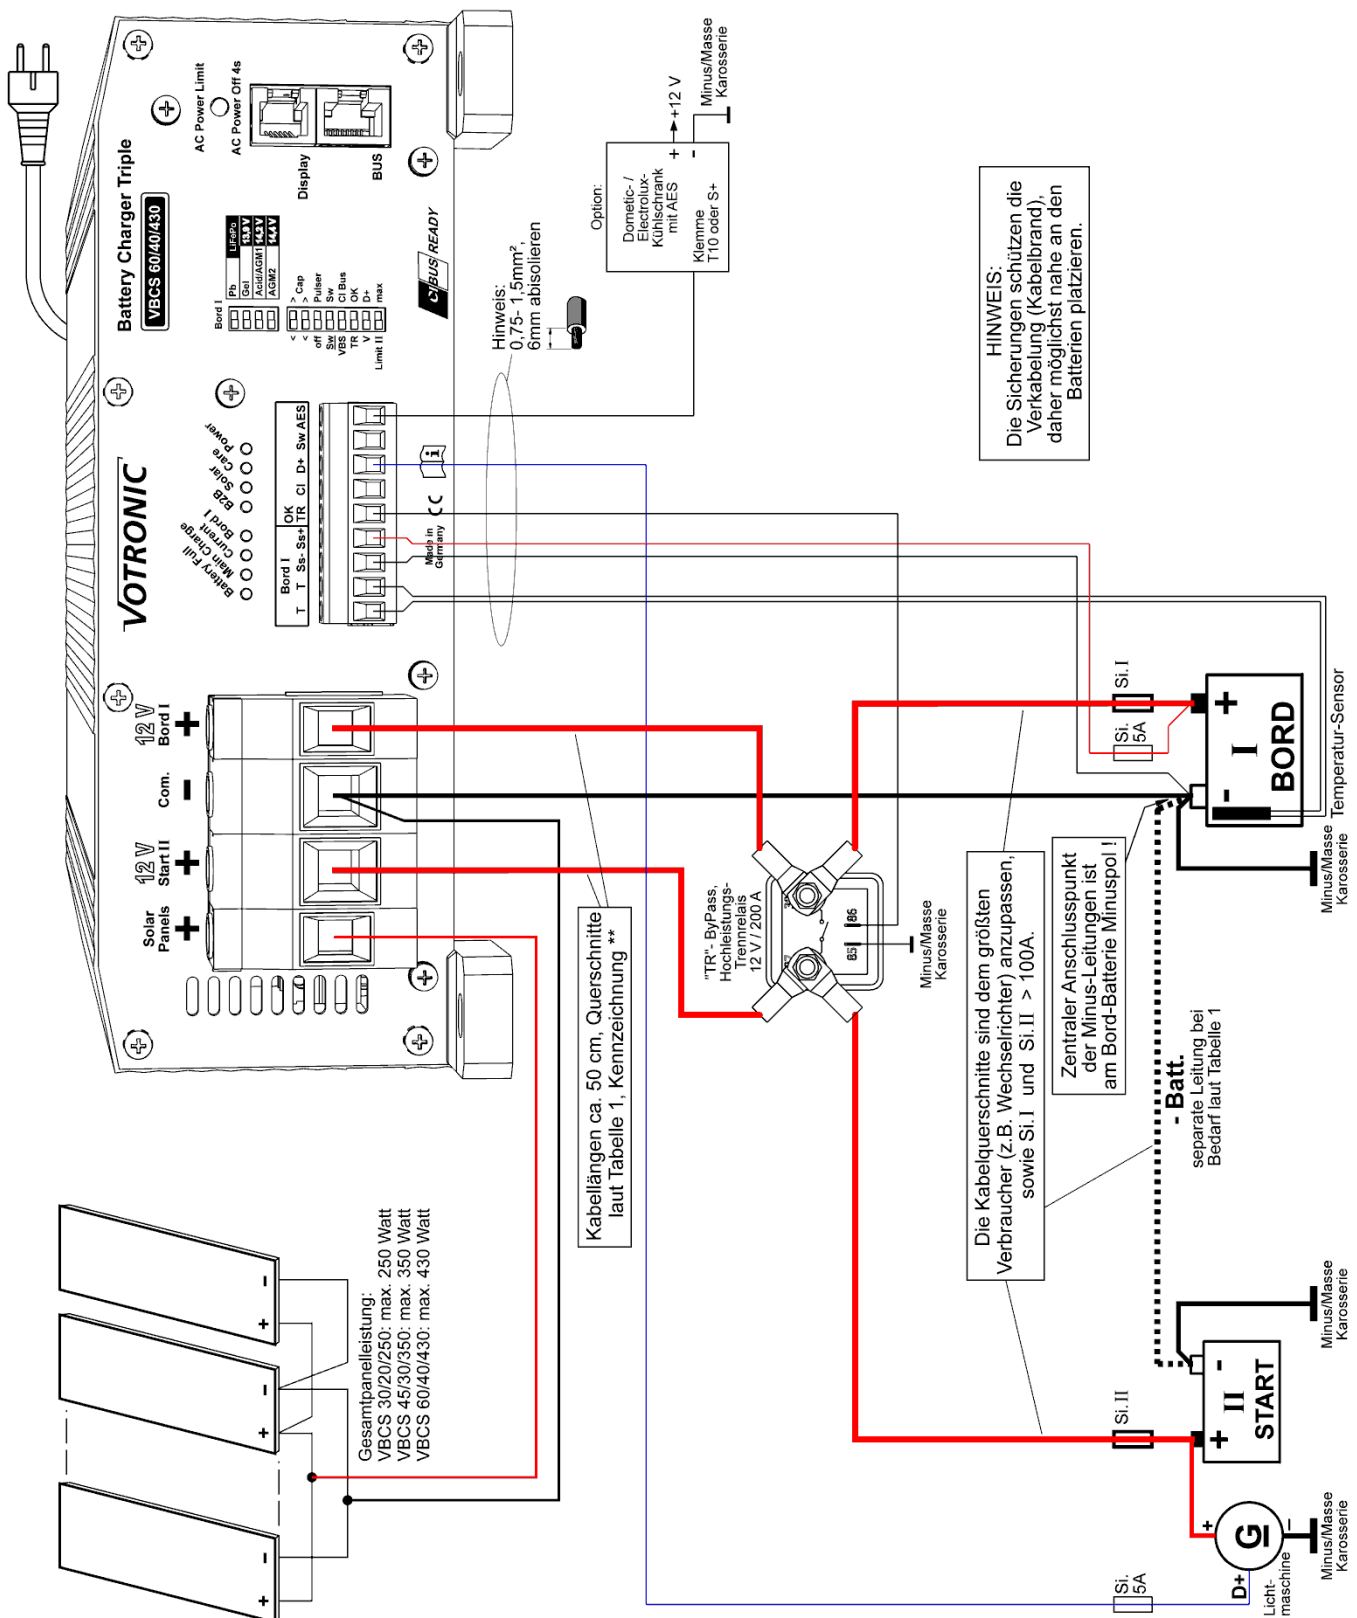 Battery Charger Triple
VBCS 60/40/430
AC Power Limit
AC Power Off 4s
Display
BUS
Bord I
Pb
LiFePo
Gel
13,9 V
Acid/AGM1
14,2 V
AGM2
14,4 V
< > Cap
< >
off Pulser
Sw Sw
VBS CI Bus
TR OK
V D+
Limit II max
CI BUS READY
VOTRONIC
Battery Full
Main Charge
Current
Bord I
B2B
Solar
Care
Power
Bord I
OK
T T Ss- Ss+ TR CI D+ Sw AES
Made in
Germany
CE
i
12 V
Bord I
+
Com.
-
12 V
Start II
+
Solar
Panels
+
Hinweis:
0,75- 1,5mm²,
6mm abisolieren
Option:
Dometic- /
Electrolux-
Kühlschrank
mit AES
Klemme
T10 oder S+
+
-
+12 V
Minus/Masse
Karosserie
HINWEIS:
Die Sicherungen schützen die
Verkabelung (Kabelbrand),
daher möglichst nahe an den
Batterien platzieren.
Kabellängen ca. 50 cm, Querschnitte
laut Tabelle 1, Kennzeichnung **
"TR"- ByPass,
Hochleistungs-
Trennrelais
12 V / 200 A
85
86
Minus/Masse
Karosserie
Gesamtpanelleistung:
VBCS 30/20/250: max. 250 Watt
VBCS 45/30/350: max. 350 Watt
VBCS 60/40/430: max. 430 Watt
+ -
+ -
+ -
Die Kabelquerschnitte sind dem größten
Verbraucher (z.B. Wechselrichter) anzupassen,
sowie Si.I und Si.II > 100A.
Zentraler Anschlusspunkt
der Minus-Leitungen ist
am Bord-Batterie Minuspol !
- Batt.
separate Leitung bei
Bedarf laut Tabelle 1
Si. I
Si.
5A
- +
I
BORD
Temperatur-Sensor
Minus/Masse
Karosserie
Si. II
+ -
II
START
Minus/Masse
Karosserie
Si.
5A
+
G
-
D+
Licht-
maschine
Minus/Masse
Karosserie